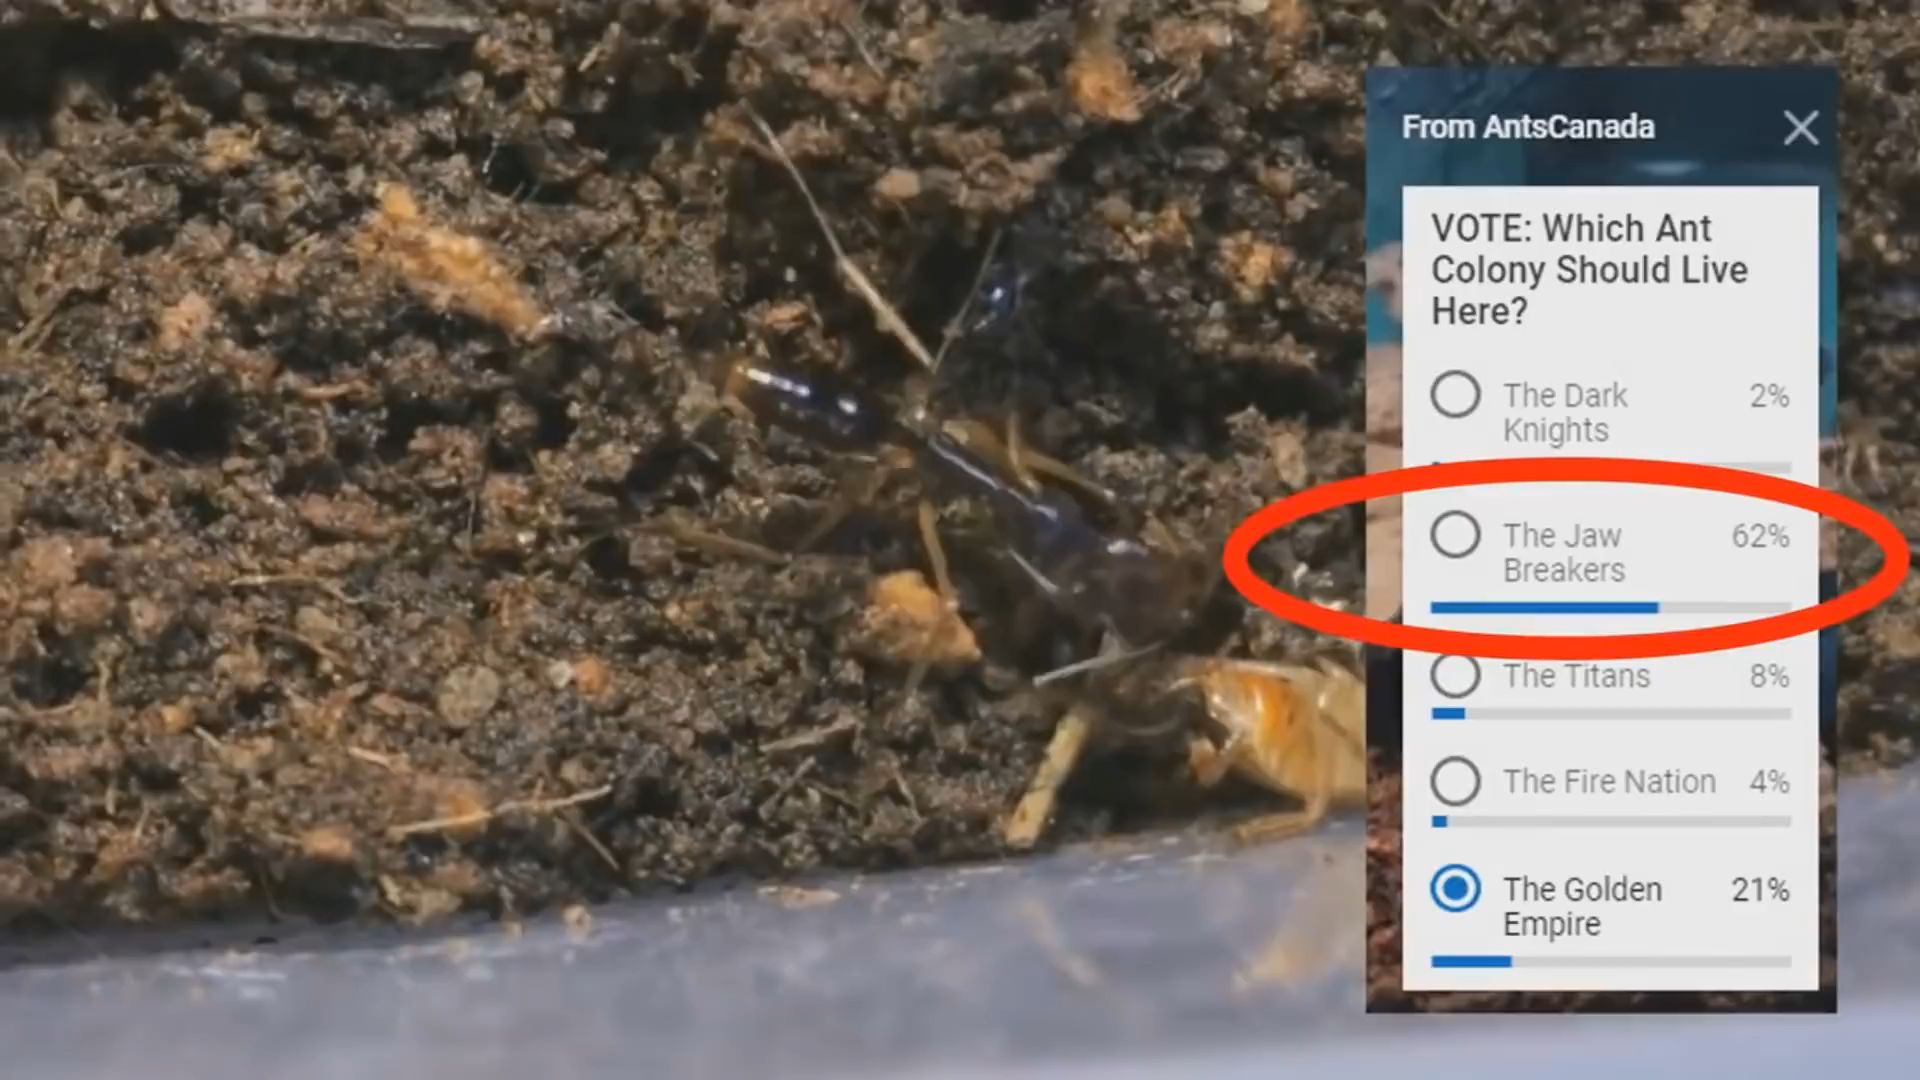 From AntsCanada
VOTE: Which Ant
Colony Should Live
Here?
The Dark 2%
Knights
The Jaw 62%
Breakers
The Titans 8%
The Fire Nation 4%
The Golden 21%
Empire